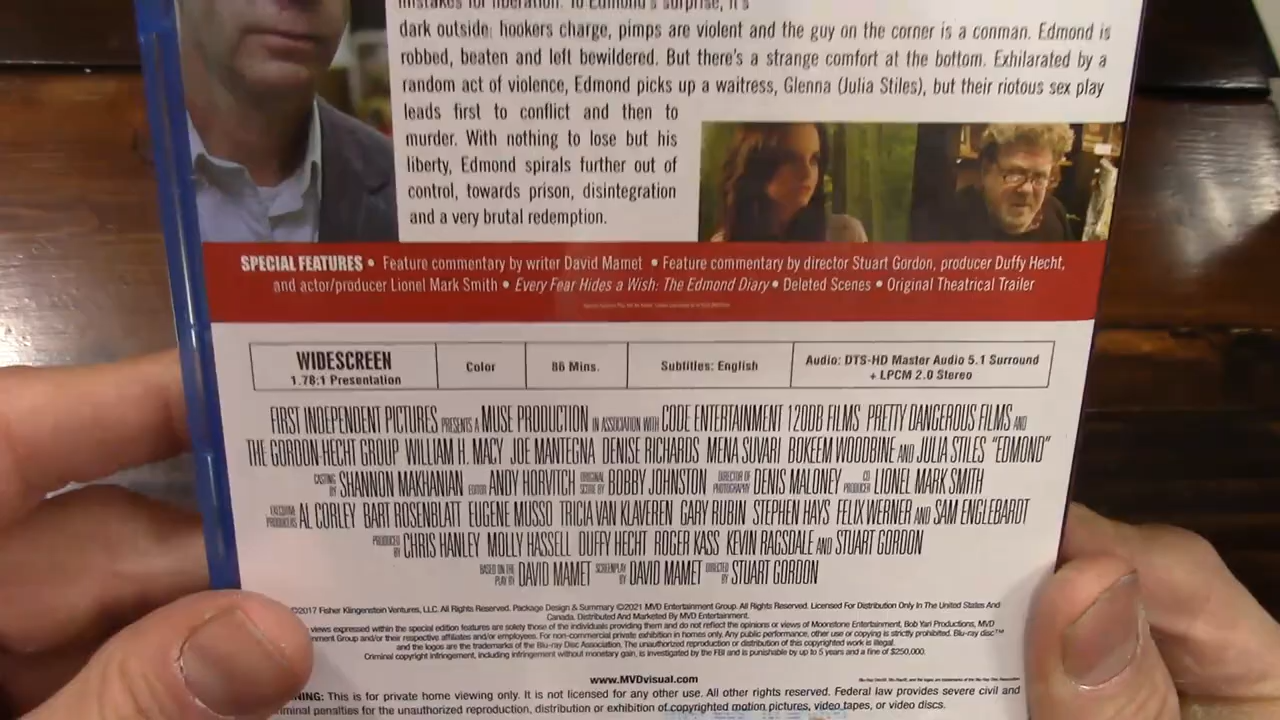 mistakes for liberation. To Edmond's surprise, it's
dark outside: hookers charge, pimps are violent and the guy on the corner is a conman. Edmond is
robbed, beaten and left bewildered. But there's a strange comfort at the bottom. Exhilarated by a
random act of violence, Edmond picks up a waitress, Glenna (Julia Stiles), but their riotous sex play
leads first to conflict and then to
murder. With nothing to lose but his
liberty, Edmond spirals further out of
control, towards prison, disintegration
and a very brutal redemption.
SPECIAL FEATURES • Feature commentary by writer David Mamet • Feature commentary by director Stuart Gordon, producer Duffy Hecht,
and actor/producer Lionel Mark Smith • Every Fear Hides a Wish: The Edmond Diary • Deleted Scenes • Original Theatrical Trailer
WIDESCREEN
1.78:1 Presentation
Color
86 Mins.
Subtitles: English
Audio: DTS-HD Master Audio 5.1 Surround
+ LPCM 2.0 Stereo
FIRST INDEPENDENT PICTURES PRESENTS A MUSE PRODUCTION IN ASSOCIATION WITH CODE ENTERTAINMENT 120DB FILMS PRETTY DANGEROUS FILMS AND
THE GORDON-HECHT GROUP WILLIAM H. MACY JOE MANTEGNA DENISE RICHARDS MENA SUVARI BOKEEM WOODBINE AND JULIA STILES "EDMOND"
CASTING BY SHANNON MAKHANIAN EDITOR ANDY HORVITCH ORIGINAL SCORE BY BOBBY JOHNSTON DIRECTOR OF PHOTOGRAPHY DENIS MALONEY CO PRODUCER LIONEL MARK SMITH
EXECUTIVE PRODUCERS AL CORLEY BART ROSENBLATT EUGENE MUSSO TRICIA VAN KLAVEREN GARY RUBIN STEPHEN HAYS FELIX WERNER AND SAM ENGLEBARDT
PRODUCED BY CHRIS HANLEY MOLLY HASSELL DUFFY HECHT ROGER KASS KEVIN RAGSDALE AND STUART GORDON
BASED ON THE PLAY BY DAVID MAMET SCREENPLAY BY DAVID MAMET DIRECTED BY STUART GORDON
©2017 Fisher Klingenstein Ventures, LLC. All Rights Reserved. Package Design & Summary ©2021 MVD Entertainment Group. All Rights Reserved. Licensed For Distribution Only In The United States And
Canada. Distributed And Marketed By MVD Entertainment.
views expressed within the special edition features are solely those of the individuals providing them and do not reflect the opinions or views of Moonstone Entertainment, Bob Yari Productions, MVD
nment Group and/or their respective affiliates and/or employees. For non-commercial private exhibition in homes only. Any public performance, other use or copying is strictly prohibited. Blu-ray disc™
and the logos are the trademarks of the Blu-ray Disc Association. The unauthorized reproduction or distribution of this copyrighted work is illegal.
Criminal copyright infringement, including infringement without monetary gain, is investigated by the FBI and is punishable by up to 5 years and a fine of $250,000.
www.MVDvisual.com
NING: This is for private home viewing only. It is not licensed for any other use. All other rights reserved. Federal law provides severe civil and
minal penalties for the unauthorized reproduction, distribution or exhibition of copyrighted motion pictures, video tapes, or video discs.